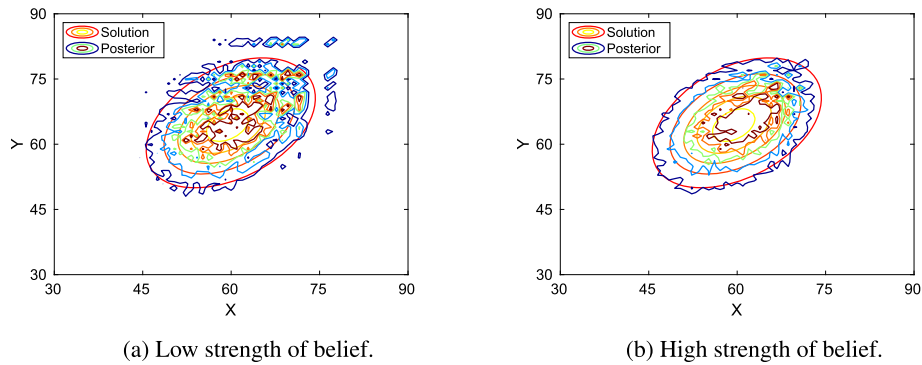 90
75
60
45
30
Y
Solution
Posterior
30 45 60 75 90
X
(a) Low strength of belief.
90
75
60
45
30
Y
Solution
Posterior
30 45 60 75 90
X
(b) High strength of belief.